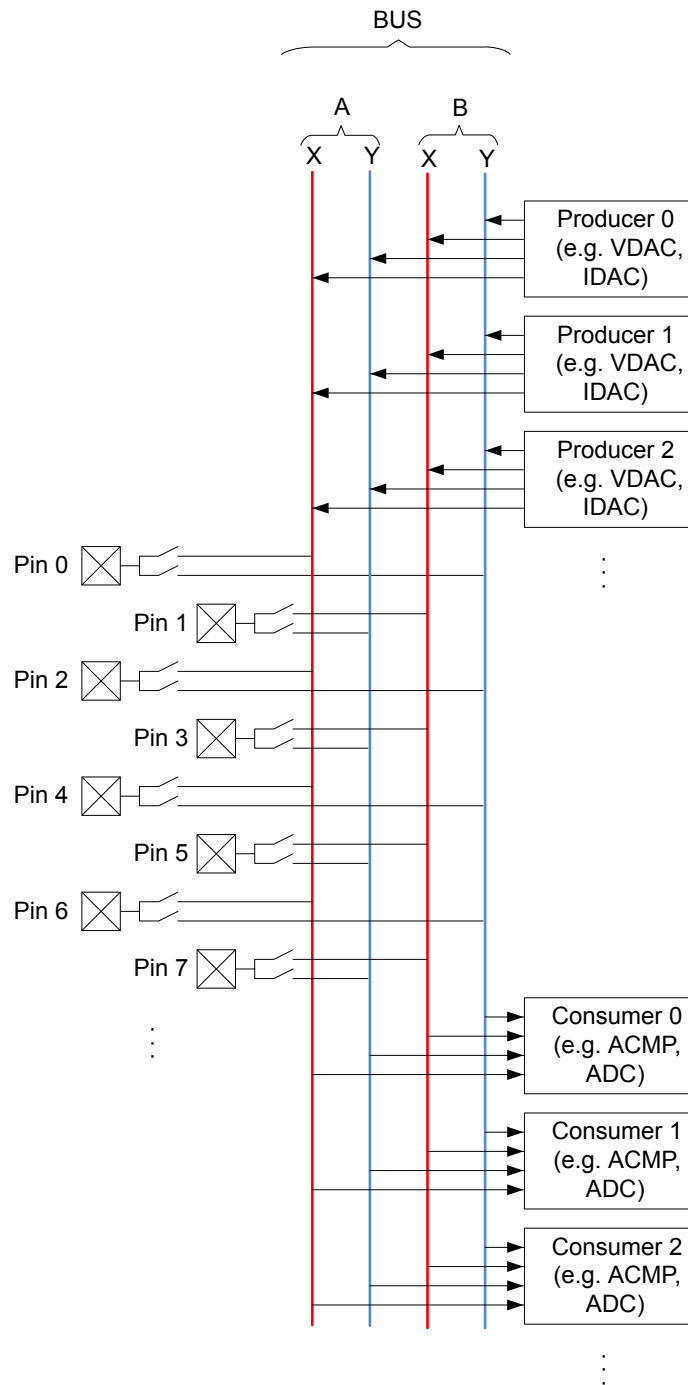 BUS
A B
X Y X Y
Producer 0
(e.g. VDAC,
IDAC)
Producer 1
(e.g. VDAC,
IDAC)
Producer 2
(e.g. VDAC,
IDAC)
Pin 0
Pin 1
Pin 2
Pin 3
Pin 4
Pin 5
Pin 6
Pin 7
Consumer 0
(e.g. ACMP,
ADC)
Consumer 1
(e.g. ACMP,
ADC)
Consumer 2
(e.g. ACMP,
ADC)